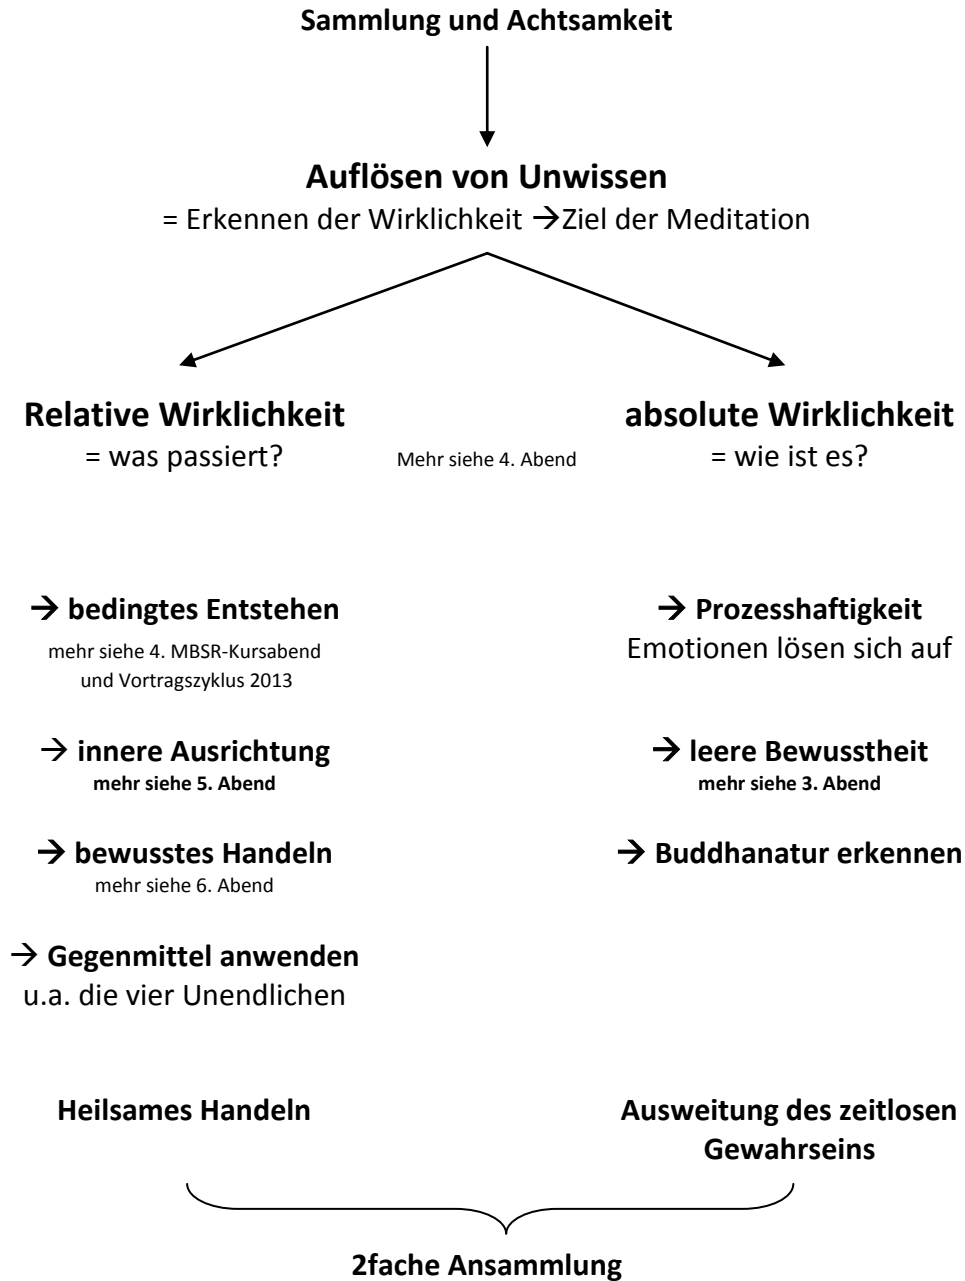 Sammlung und Achtsamkeit
Auflösen von Unwissen
= Erkennen der Wirklichkeit →Ziel der Meditation
Relative Wirklichkeit
= was passiert?
Mehr siehe 4. Abend
absolute Wirklichkeit
= wie ist es?
→ bedingtes Entstehen
mehr siehe 4. MBSR-Kursabend
und Vortragszyklus 2013
→ Prozesshaftigkeit
Emotionen lösen sich auf
→ innere Ausrichtung
mehr siehe 5. Abend
→ leere Bewusstheit
mehr siehe 3. Abend
→ bewusstes Handeln
mehr siehe 6. Abend
→ Buddhanatur erkennen
→ Gegenmittel anwenden
u.a. die vier Unendlichen
Heilsames Handeln
Ausweitung des zeitlosen
Gewahrseins
2fache Ansammlung